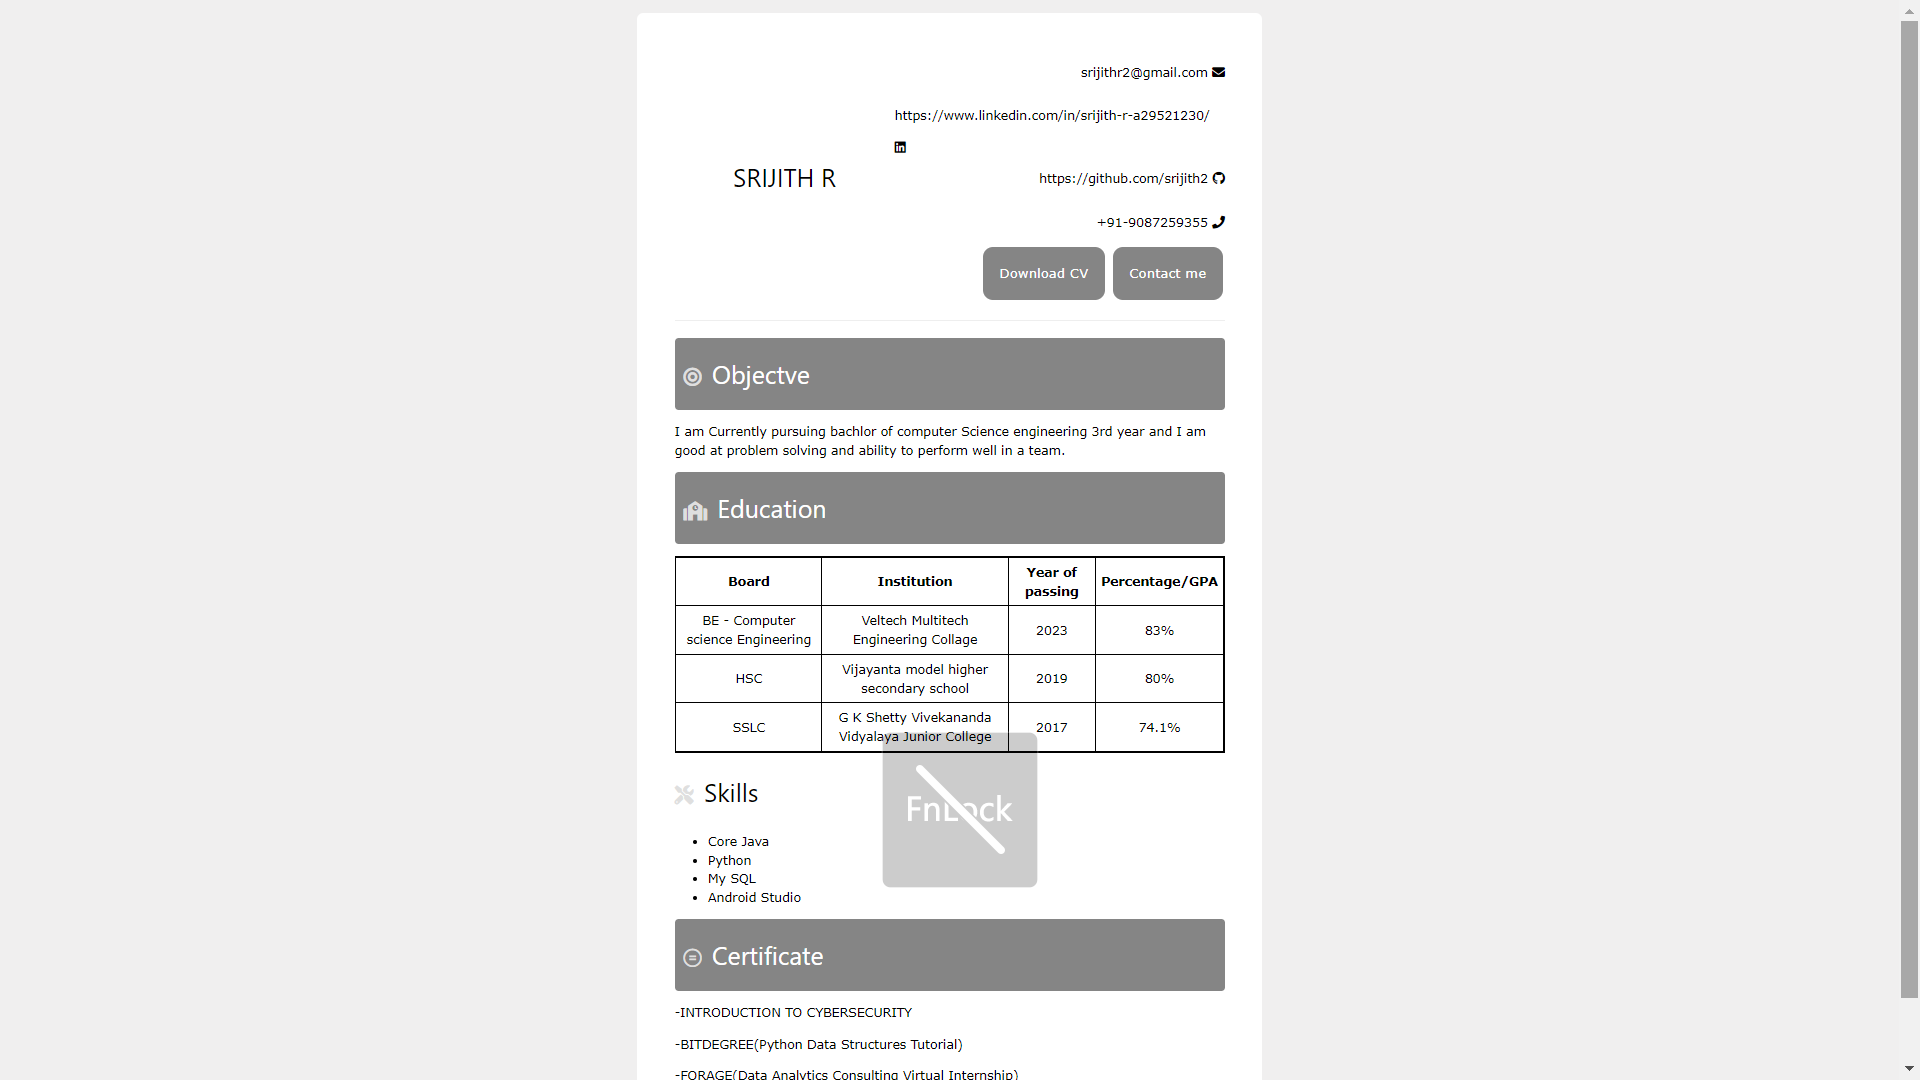 srijithr2@gmail.com
https://www.linkedin.com/in/srijith-r-a29521230/
SRIJITH R
https://github.com/srijith2
+91-9087259355
Download CV
Contact me
Objectve
I am Currently pursuing bachlor of computer Science engineering 3rd year and I am
good at problem solving and ability to perform well in a team.
Education
Board Institution Year of passing Percentage/GPA
BE - Computer science Engineering Veltech Multitech Engineering Collage 2023 83%
HSC Vijayanta model higher secondary school 2019 80%
SSLC G K Shetty Vivekananda Vidyalaya Junior College 2017 74.1%
Skills
FnLock
Core Java
Python
My SQL
Android Studio
Certificate
-INTRODUCTION TO CYBERSECURITY
-BITDEGREE(Python Data Structures Tutorial)
-FORAGE(Data Analytics Consulting Virtual Internship)